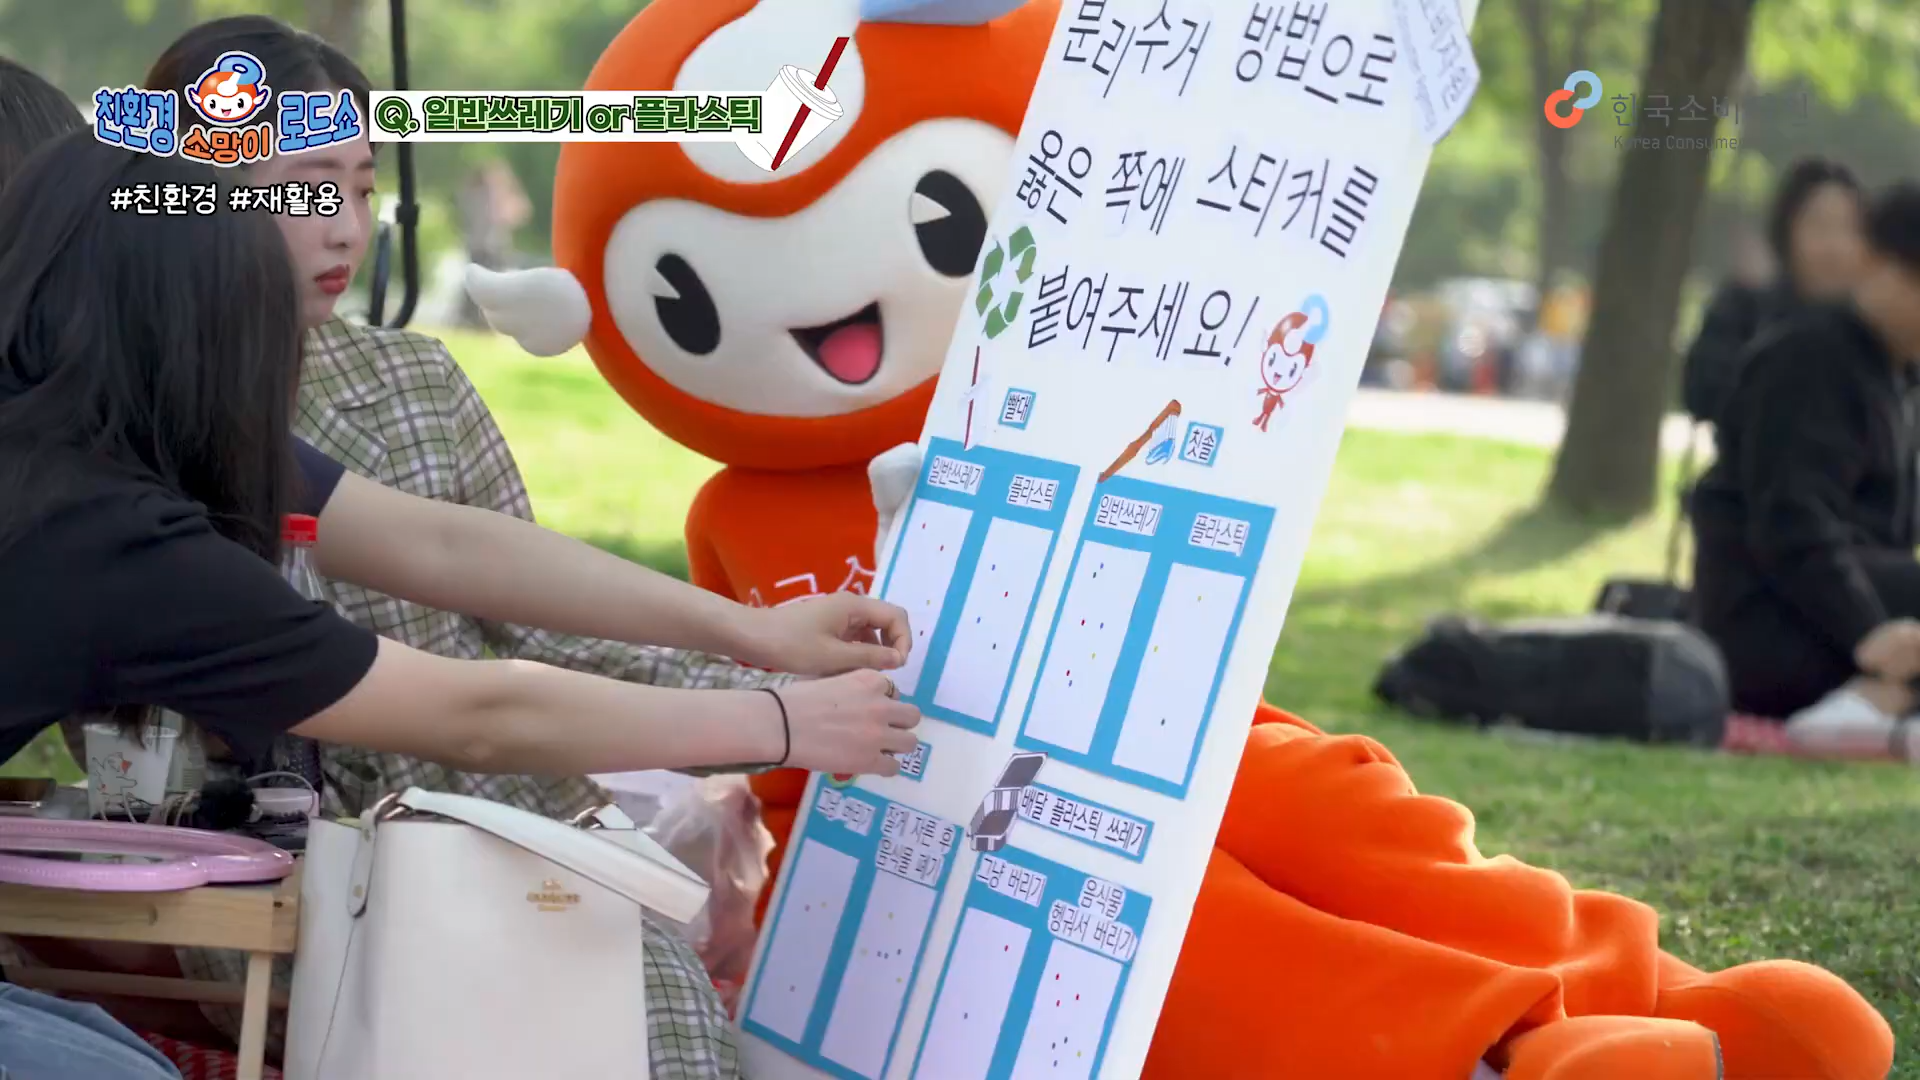 친환경 소망이 로드쇼
Q. 일반쓰레기 or 플라스틱
#친환경 #재활용
한국소비
Korea Consume
분리수거 방법으로
옳은 쪽에 스티커를
붙여주세요!
빨대
칫솔
일반쓰레기
플라스틱
일반쓰레기
플라스틱
배달 플라스틱 쓰레기
그냥 버리기
잘게 자른 후
음식물 폐기
그냥 버리기
음식물
헹궈서 버리기